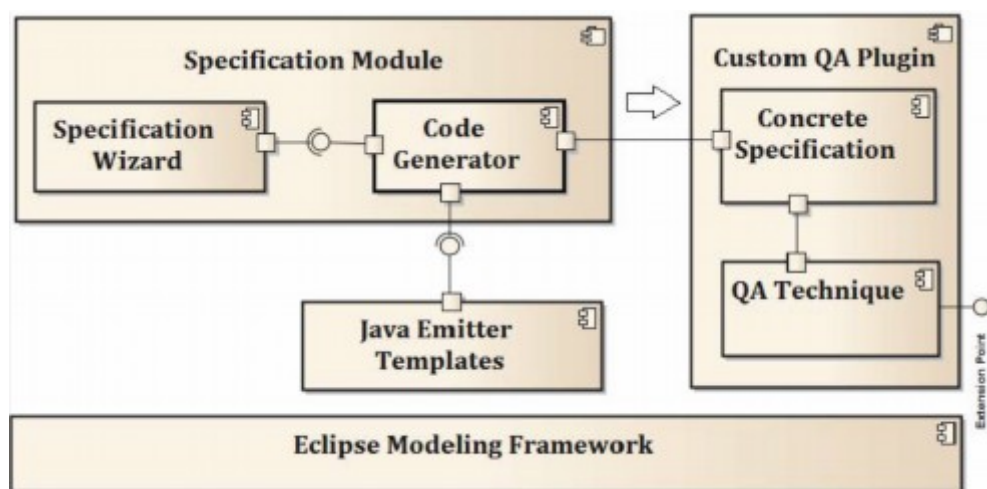 Specification Module
Specification
Wizard
Code
Generator
Java Emitter
Templates
Custom QA Plugin
Concrete
Specification
QA Technique
Extension Point
Eclipse Modeling Framework